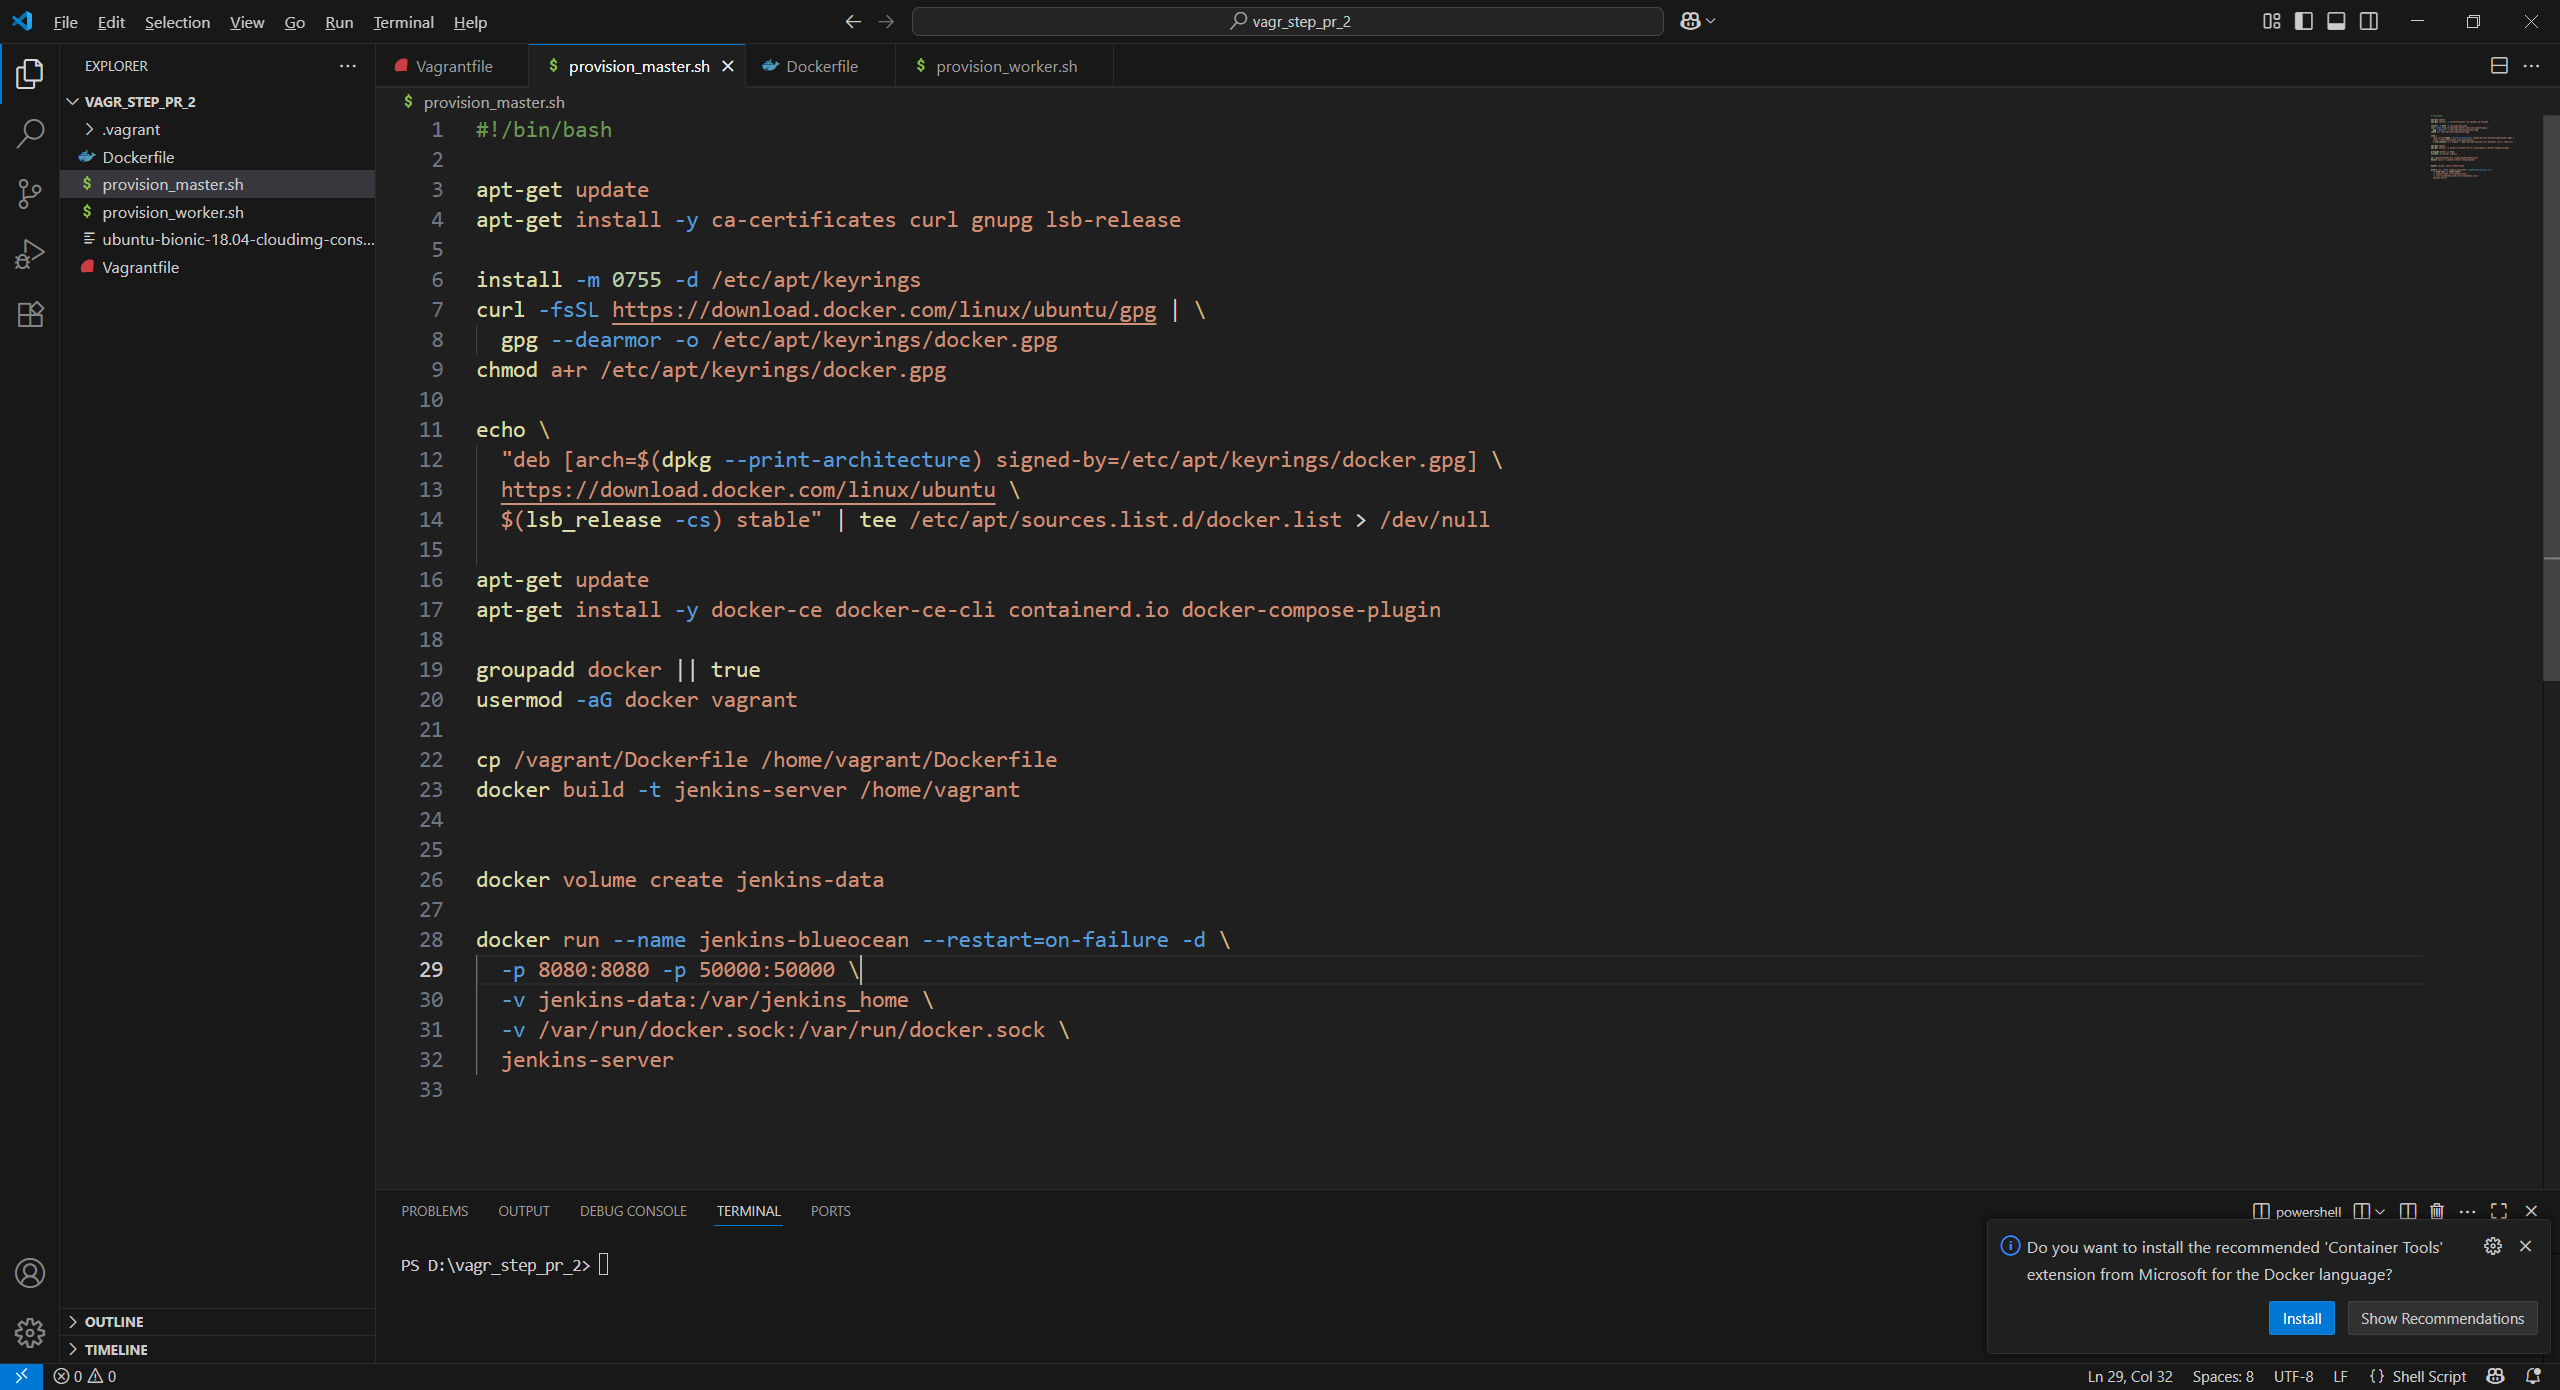 File Edit Selection View Go Run Terminal Help
vagr_step_pr_2
EXPLORER
VAGR_STEP_PR_2
.vagrant
Dockerfile
provision_master.sh
provision_worker.sh
ubuntu-bionic-18.04-cloudimg-cons...
Vagrantfile
OUTLINE
TIMELINE
Vagrantfile provision_master.sh Dockerfile provision_worker.sh
provision_master.sh
1 #!/bin/bash
2
3 apt-get update
4 apt-get install -y ca-certificates curl gnupg lsb-release
5
6 install -m 0755 -d /etc/apt/keyrings
7 curl -fsSL https://download.docker.com/linux/ubuntu/gpg | \
8 gpg --dearmor -o /etc/apt/keyrings/docker.gpg
9 chmod a+r /etc/apt/keyrings/docker.gpg
10
11 echo \
12 "deb [arch=$(dpkg --print-architecture) signed-by=/etc/apt/keyrings/docker.gpg] \
13 https://download.docker.com/linux/ubuntu \
14 $(lsb_release -cs) stable" | tee /etc/apt/sources.list.d/docker.list > /dev/null
15
16 apt-get update
17 apt-get install -y docker-ce docker-ce-cli containerd.io docker-compose-plugin
18
19 groupadd docker || true
20 usermod -aG docker vagrant
21
22 cp /vagrant/Dockerfile /home/vagrant/Dockerfile
23 docker build -t jenkins-server /home/vagrant
24
25
26 docker volume create jenkins-data
27
28 docker run --name jenkins-blueocean --restart=on-failure -d \
29 -p 8080:8080 -p 50000:50000 \
30 -v jenkins-data:/var/jenkins_home \
31 -v /var/run/docker.sock:/var/run/docker.sock \
32 jenkins-server
33
PROBLEMS OUTPUT DEBUG CONSOLE TERMINAL PORTS
powershell
PS D:\vagr_step_pr_2>
Do you want to install the recommended 'Container Tools'
extension from Microsoft for the Docker language?
Install Show Recommendations
0 0
Ln 29, Col 32 Spaces: 8 UTF-8 LF {} Shell Script